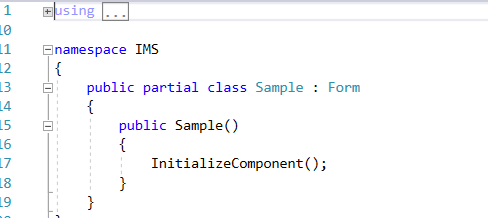 1 using ...
10
11 namespace IMS
12 {
13 public partial class Sample : Form
14 {
15 public Sample()
16 {
17 InitializeComponent();
18 }
19 }